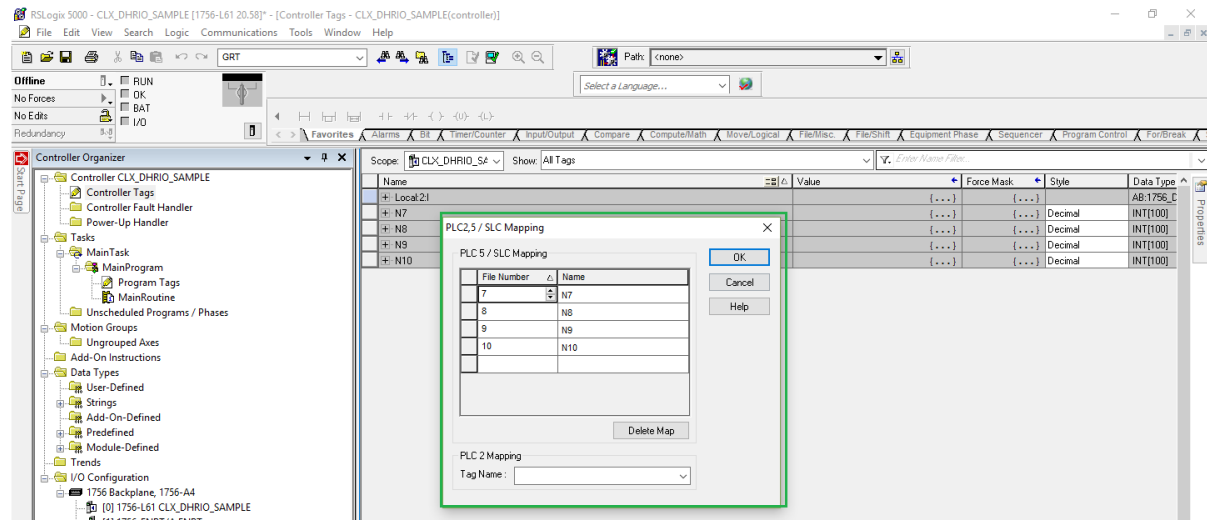 RSLogix 5000 - CLX_DHRIO_SAMPLE [1756-L61 20.58]* - [Controller Tags - CLX_DHRIO_SAMPLE(controller)]
File Edit View Search Logic Communications Tools Window Help
GRT
Path: <none>
Offline
RUN
No Forces
OK
No Edits
BAT
Redundancy
I/O
Select a Language...
Favorites Alarms Bit Timer/Counter Input/Output Compare Compute/Math Move/Logical File/Misc. File/Shift Equipment Phase Sequencer Program Control For/Break
Start Page
Controller Organizer
Controller CLX_DHRIO_SAMPLE
Controller Tags
Controller Fault Handler
Power-Up Handler
Tasks
MainTask
MainProgram
Program Tags
MainRoutine
Unscheduled Programs / Phases
Motion Groups
Ungrouped Axes
Add-On Instructions
Data Types
User-Defined
Strings
Add-On-Defined
Predefined
Module-Defined
Trends
I/O Configuration
1756 Backplane, 1756-A4
[0] 1756-L61 CLX_DHRIO_SAMPLE
Scope: CLX_DHRIO_SA Show: All Tags Enter Name Filter...
Name Value Force Mask Style Data Type
Local:2:I {...} {...} AB:1756_D
N7 {...} {...} Decimal INT[100]
N8 {...} {...} Decimal INT[100]
N9 {...} {...} Decimal INT[100]
N10 {...} {...} Decimal INT[100]
Properties
PLC2,5 / SLC Mapping
PLC 5 / SLC Mapping
File Number Name
7 N7
8 N8
9 N9
10 N10
Delete Map
OK
Cancel
Help
PLC 2 Mapping
Tag Name :